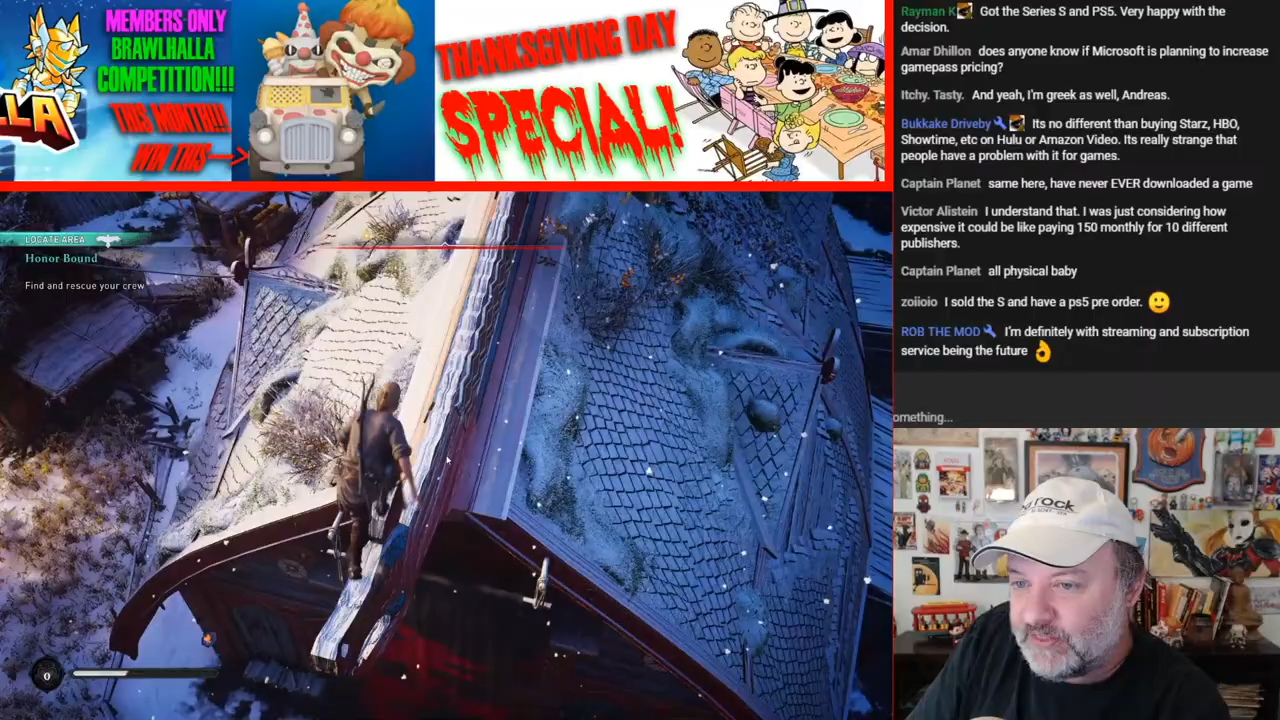 MEMBERS ONLY
BRAWLHALLA
COMPETITION!!!
THIS MONTH!!!
WIN THIS
LLA
THANKSGIVING DAY
SPECIAL!
LOCATE AREA
Honor Bound
Find and rescue your crew
0
Rayman K Got the Series S and PS5. Very happy with the
decision.
Amar Dhillon does anyone know if Microsoft is planning to increase
gamepass pricing?
Itchy. Tasty. And yeah, I'm greek as well, Andreas.
Bukkake Driveby Its no different than buying Starz, HBO,
Showtime, etc on Hulu or Amazon Video. Its really strange that
people have a problem with it for games.
Captain Planet same here, have never EVER downloaded a game
Victor Alistein I understand that. I was just considering how
expensive it could be like paying 150 monthly for 10 different
publishers.
Captain Planet all physical baby
zoiioio I sold the S and have a ps5 pre order.
ROB THE MOD I'm definitely with streaming and subscription
service being the future
omething...
rock